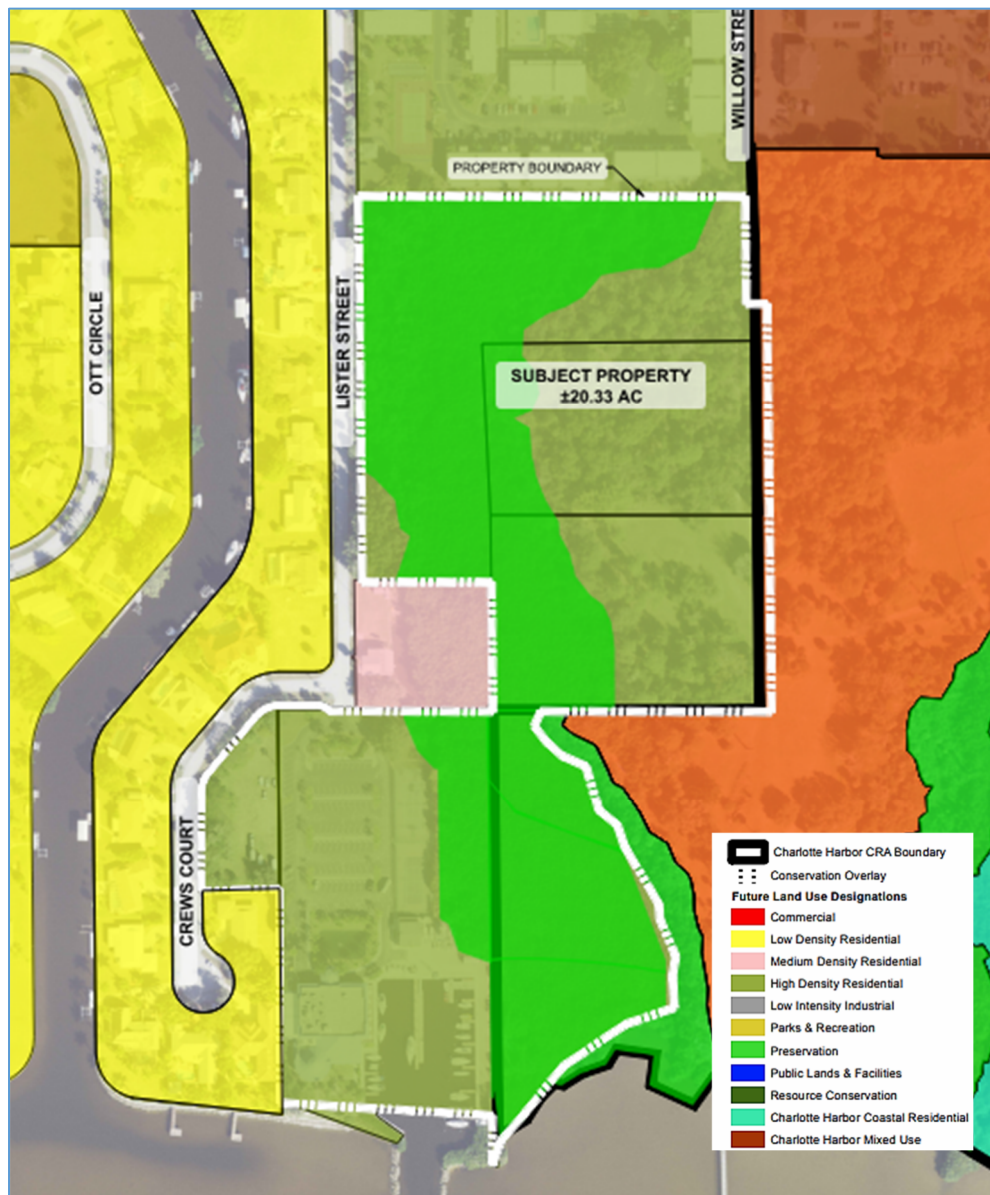 WILLOW STRE
PROPERTY BOUNDARY
OTT CIRCLE
LISTER STREET
SUBJECT PROPERTY
±20.33 AC
CREWS COURT
Charlotte Harbor CRA Boundary
Conservation Overlay
Future Land Use Designations
Commercial
Low Density Residential
Medium Density Residential
High Density Residential
Low Intensity Industrial
Parks & Recreation
Preservation
Public Lands & Facilities
Resource Conservation
Charlotte Harbor Coastal Residential
Charlotte Harbor Mixed Use